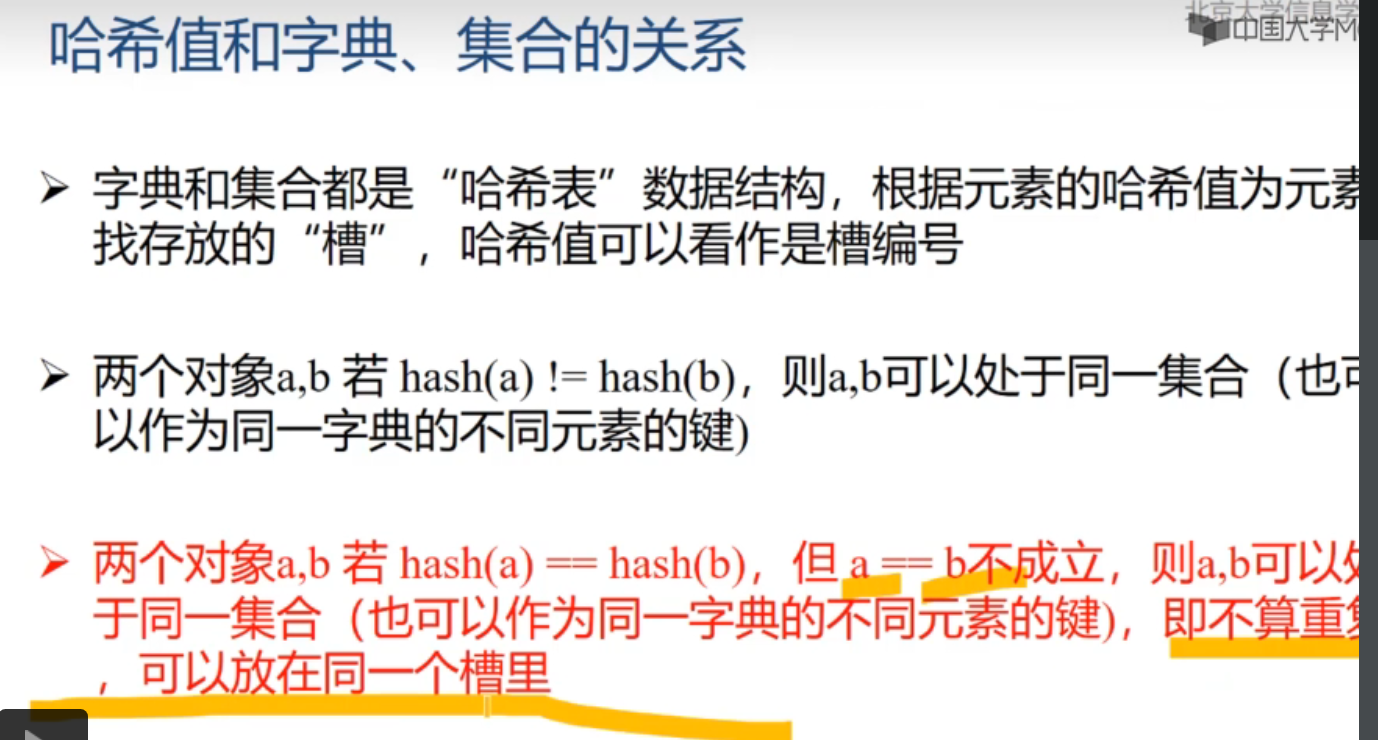 北京大学信息学
中国大学M
哈希值和字典、集合的关系
➢ 字典和集合都是“哈希表”数据结构，根据元素的哈希值为元素
找存放的“槽”，哈希值可以看作是槽编号
➢ 两个对象a,b 若 hash(a) != hash(b)，则a,b可以处于同一集合（也可
以作为同一字典的不同元素的键)
➢ 两个对象a,b 若 hash(a) == hash(b)，但 a == b不成立，则a,b可以处
于同一集合（也可以作为同一字典的不同元素的键)，即不算重复
，可以放在同一个槽里